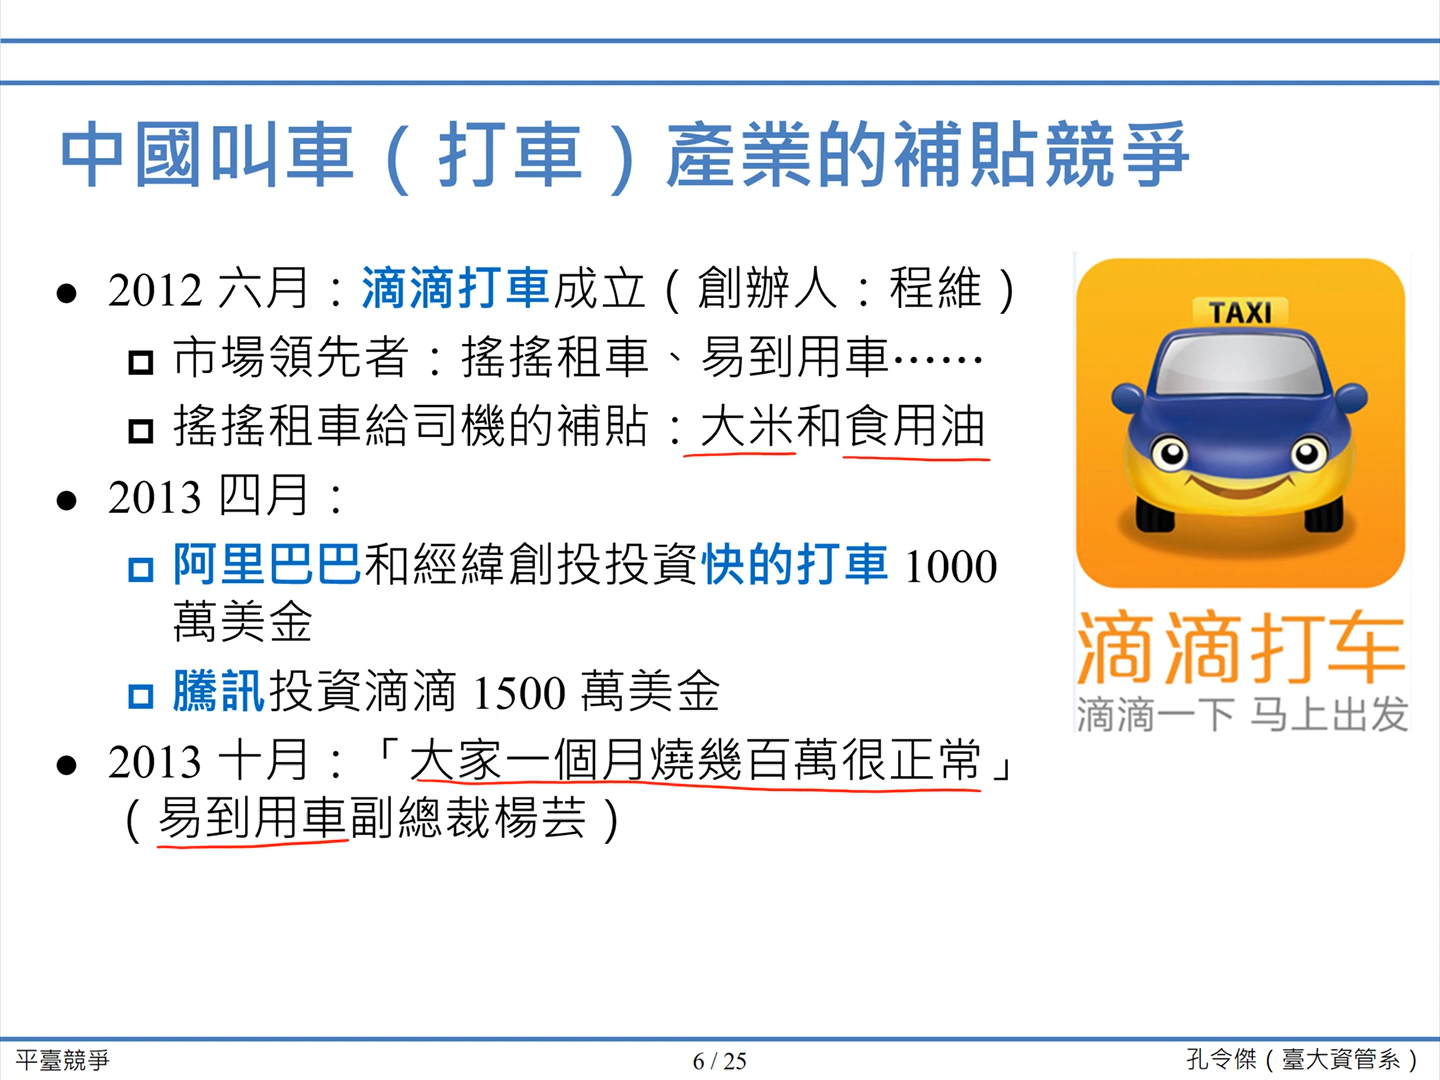 中國叫車（打車）產業的補貼競爭
● 2012 六月：滴滴打車成立（創辦人：程維）
市場領先者：搖搖租車、易到用車……
搖搖租車給司機的補貼：大米和食用油
● 2013 四月：
阿里巴巴和經緯創投投資快的打車 1000
萬美金
騰訊投資滴滴 1500 萬美金
● 2013 十月：「大家一個月燒幾百萬很正常」
（易到用車副總裁楊芸）
TAXI
滴滴打车
滴滴一下 马上出发
平臺競爭
6 / 25
孔令傑（臺大資管系）